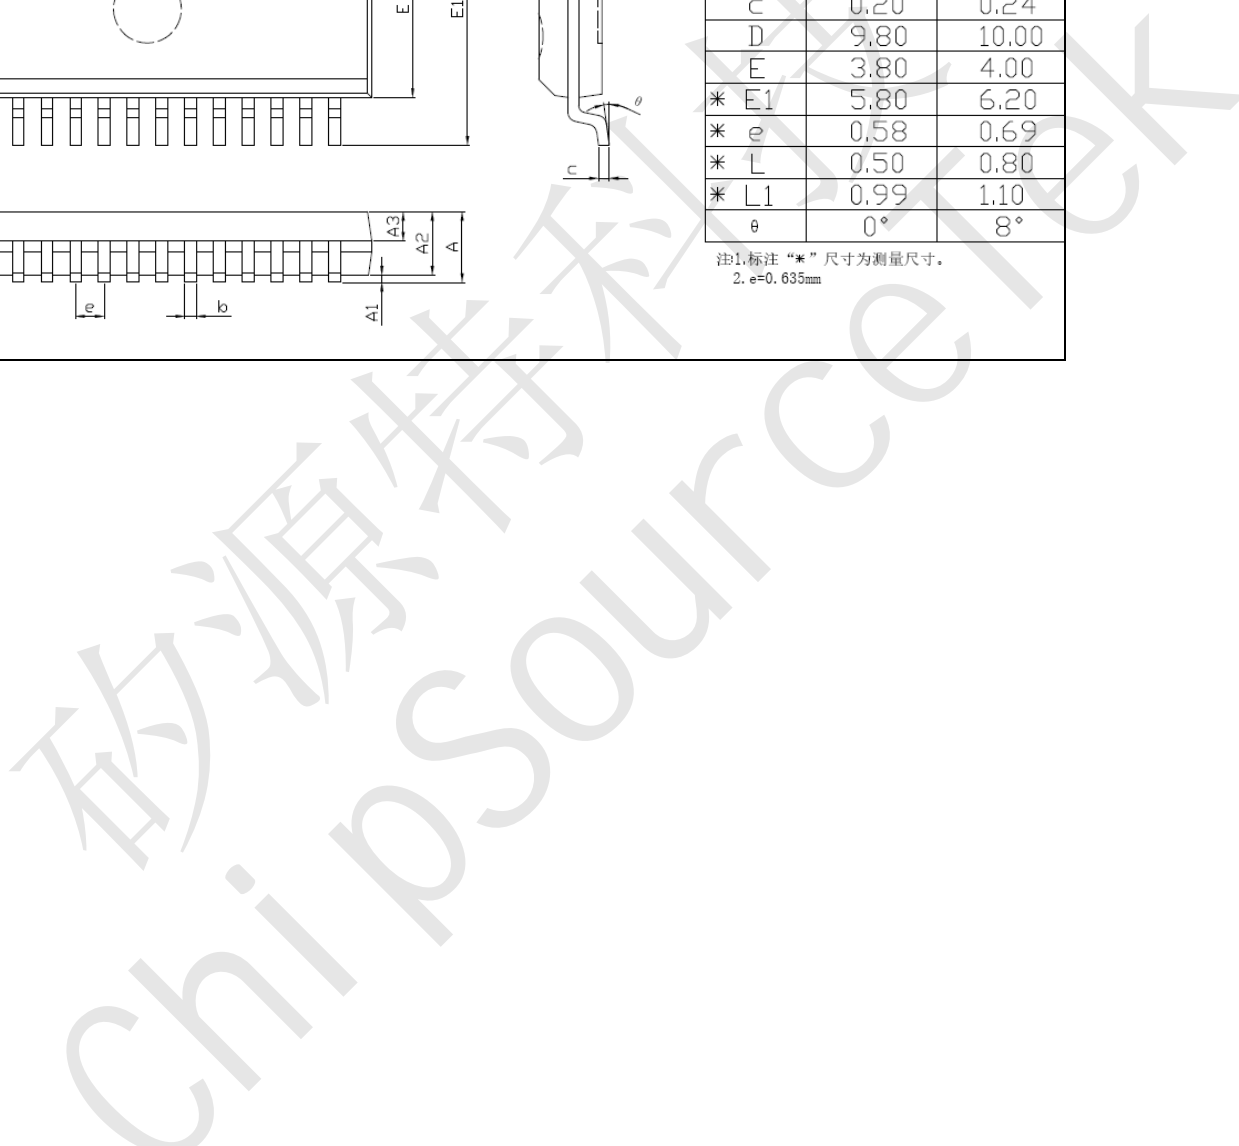 E
E1
c 0.20 0.24
D 9.80 10.00
E 3.80 4.00
* E1 5.80 6.20
* e 0.58 0.69
* L 0.50 0.80
* L1 0.99 1.10
θ 0° 8°
θ
c
A3
A2
A
A1
e
b
注:1.标注“*”尺寸为测量尺寸。
2.e=0.635mm
矽源特科技
ChipSourceTek